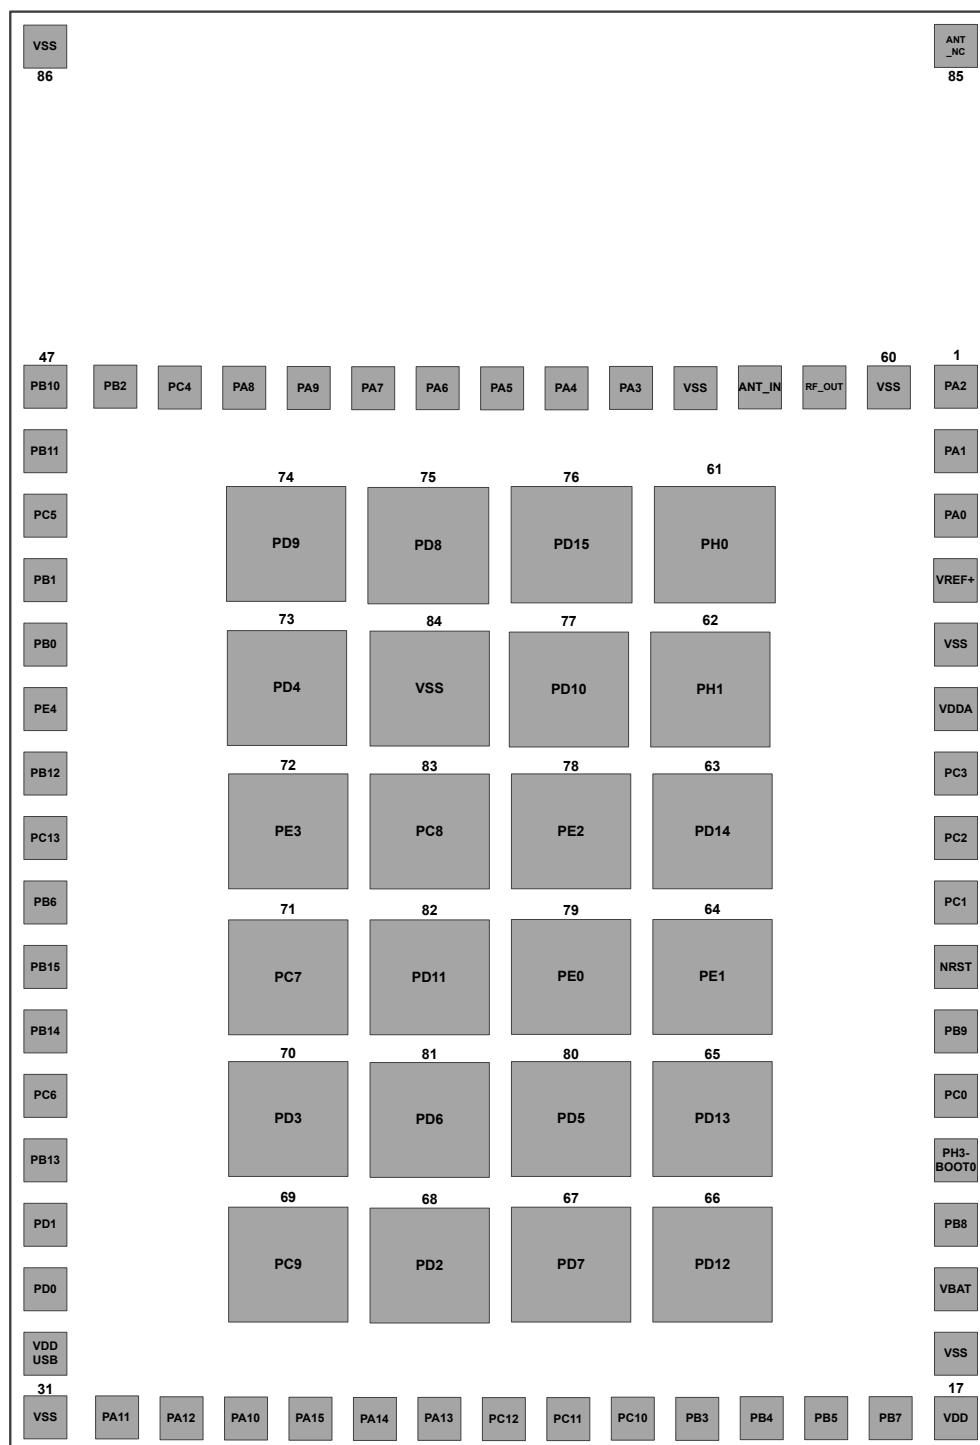 VSS
ANT
_NC
86
85
47
60
1
PB10
PB2
PC4
PA8
PA9
PA7
PA6
PA5
PA4
PA3
VSS
ANT_IN
RF_OUT
VSS
PA2
PB11
PA1
74
75
76
61
PC5
PD9
PD8
PD15
PH0
PA0
PB1
VREF+
73
84
77
62
PB0
VSS
PD4
VSS
PD10
PH1
PE4
VDDA
72
83
78
63
PB12
PC3
PC13
PE3
PC8
PE2
PD14
PC2
PB6
PC1
71
82
79
64
PB15
PC7
PD11
PE0
PE1
NRST
PB14
PB9
70
81
80
65
PC6
PD3
PD6
PD5
PD13
PC0
PB13
PH3-
BOOT0
69
68
67
66
PD1
PB8
PC9
PD2
PD7
PD12
PD0
VBAT
VDD
USB
VSS
31
17
VSS
PA11
PA12
PA10
PA15
PA14
PA13
PC12
PC11
PC10
PB3
PB4
PB5
PB7
VDD